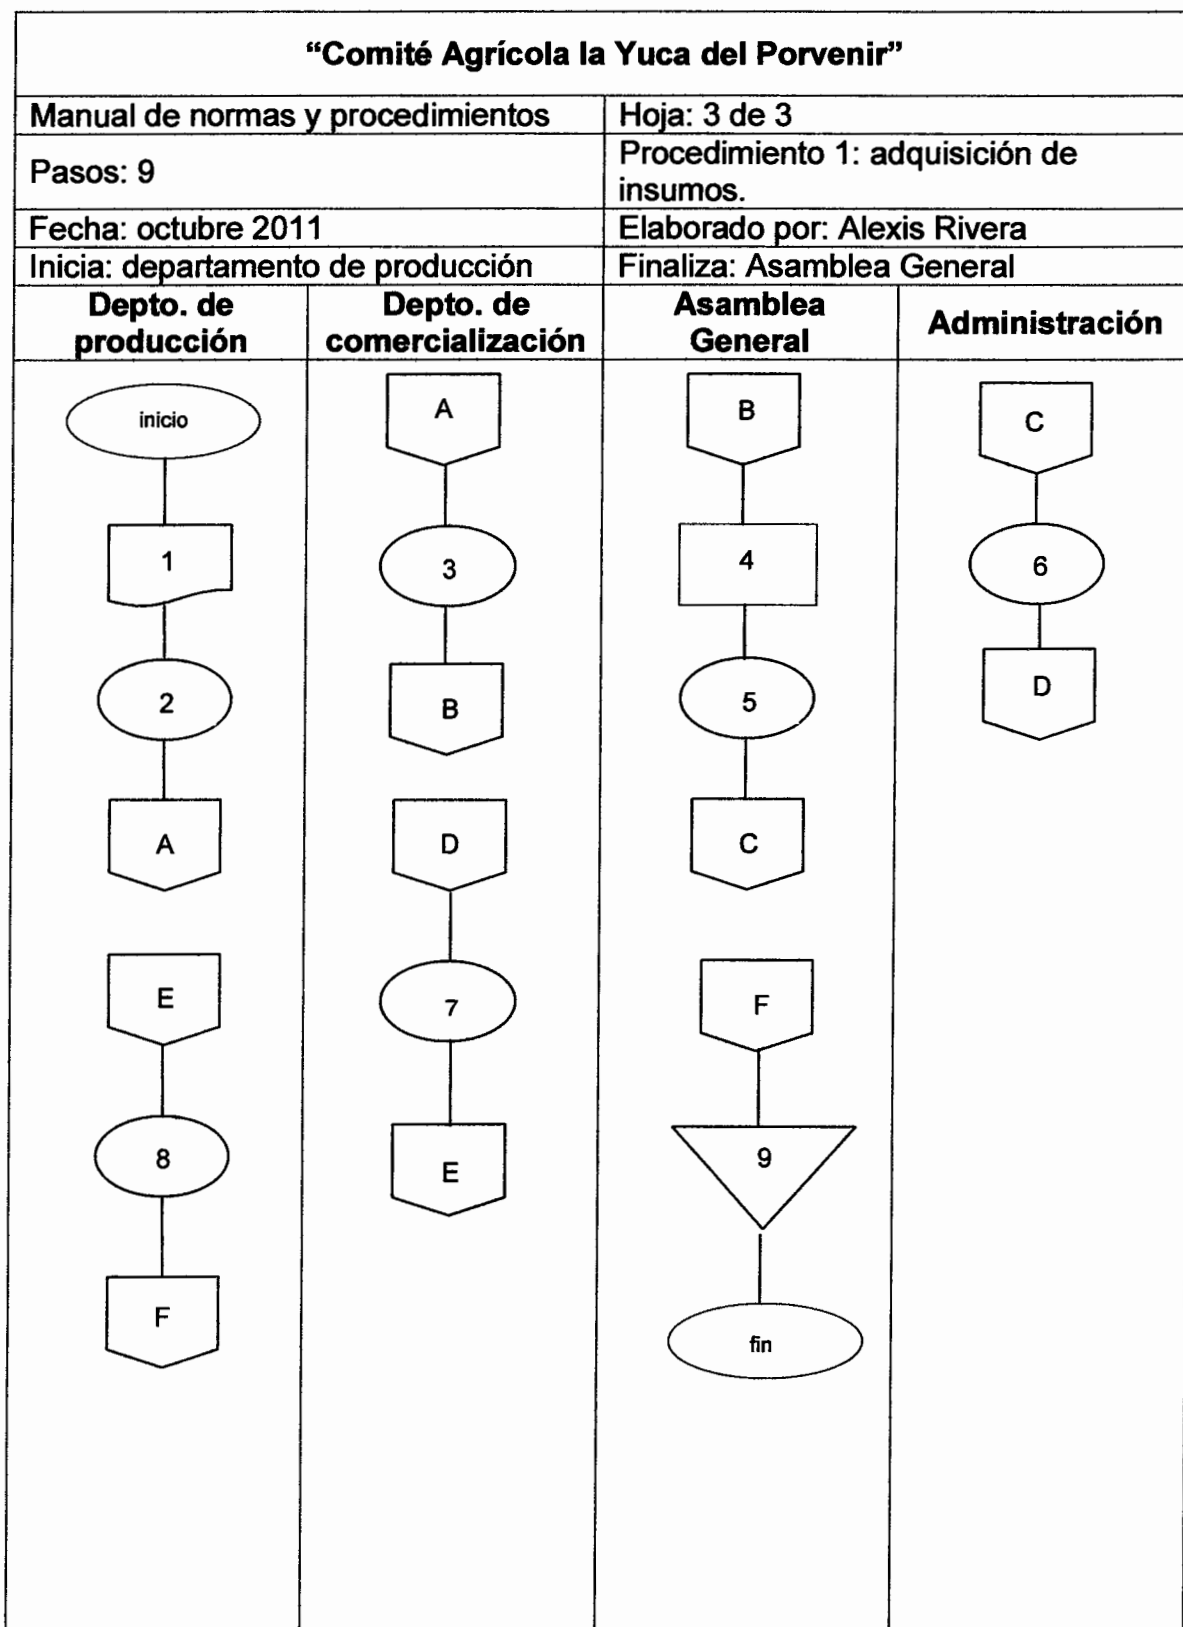 “Comité Agrícola la Yuca del Porvenir”
Manual de normas y procedimientos
Hoja: 3 de 3
Pasos: 9
Procedimiento 1: adquisición de
insumos.
Fecha: octubre 2011
Elaborado por: Alexis Rivera
Inicia: departamento de producción
Finaliza: Asamblea General
Depto. de
producción
Depto. de
comercialización
Asamblea
General
Administración
inicio
1
2
A
E
8
F
A
3
B
D
7
E
B
4
5
C
F
9
fin
C
6
D